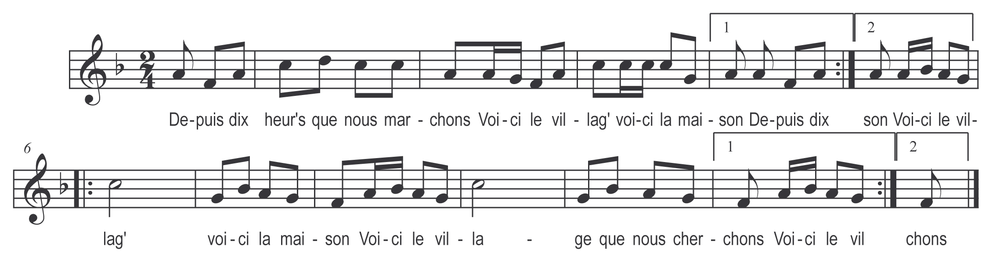 1 2
2
4
De-puis dix heur's que nous mar - chons Voi-ci le vil - lag' voi-ci la mai - son De-puis dix son Voi-ci le vil-
6 1 2
lag' voi-ci la mai - son Voi-ci le vil - la - ge que nous cher - chons Voi-ci le vil chons